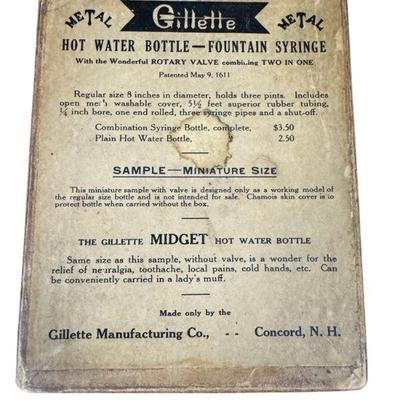 METAL Gillette METAL
HOT WATER BOTTLE—FOUNTAIN SYRINGE
With the Wonderful ROTARY VALVE combining TWO IN ONE
Patented May 9, 1611
Regular size 8 inches in diameter, holds three pints. Includes
open mesh washable cover, 5½ feet superior rubber tubing,
¼ inch bore, one end rolled, three syringe pipes and a shut-off.
Combination Syringe Bottle, complete, $3.50
Plain Hot Water Bottle, 2.50
SAMPLE—MINIATURE SIZE
This miniature sample with valve is designed only as a working model of
the regular size bottle and is not intended for sale. Chamois skin cover is to
protect bottle when carried without the box.
THE GILLETTE MIDGET HOT WATER BOTTLE
Same size as this sample, without valve, is a wonder for the
relief of neuralgia, toothache, local pains, cold hands, etc. Can
be conveniently carried in a lady's muff.
Made only by the
Gillette Manufacturing Co., - - Concord, N. H.